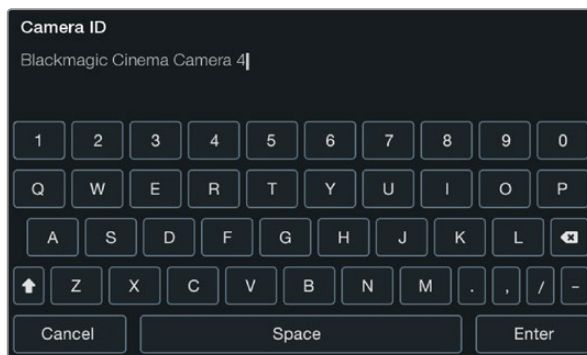 Camera ID
Blackmagic Cinema Camera 4
1 2 3 4 5 6 7 8 9 0
Q W E R T Y U I O P
A S D F G H J K L
Z X C V B N M . , / -
Cancel Space Enter